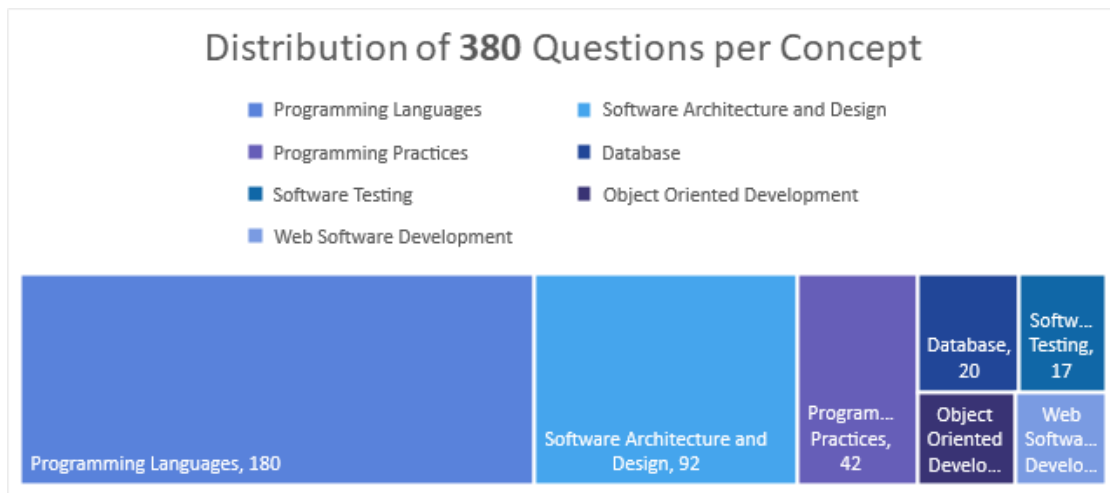 Distribution of 380 Questions per Concept
Programming Languages
Software Architecture and Design
Programming Practices
Database
Software Testing
Object Oriented Development
Web Software Development
Programming Languages, 180
Software Architecture and
Design, 92
Program...
Practices,
42
Database,
20
Softw...
Testing,
17
Object
Oriented
Develo...
Web
Softwa...
Develo...